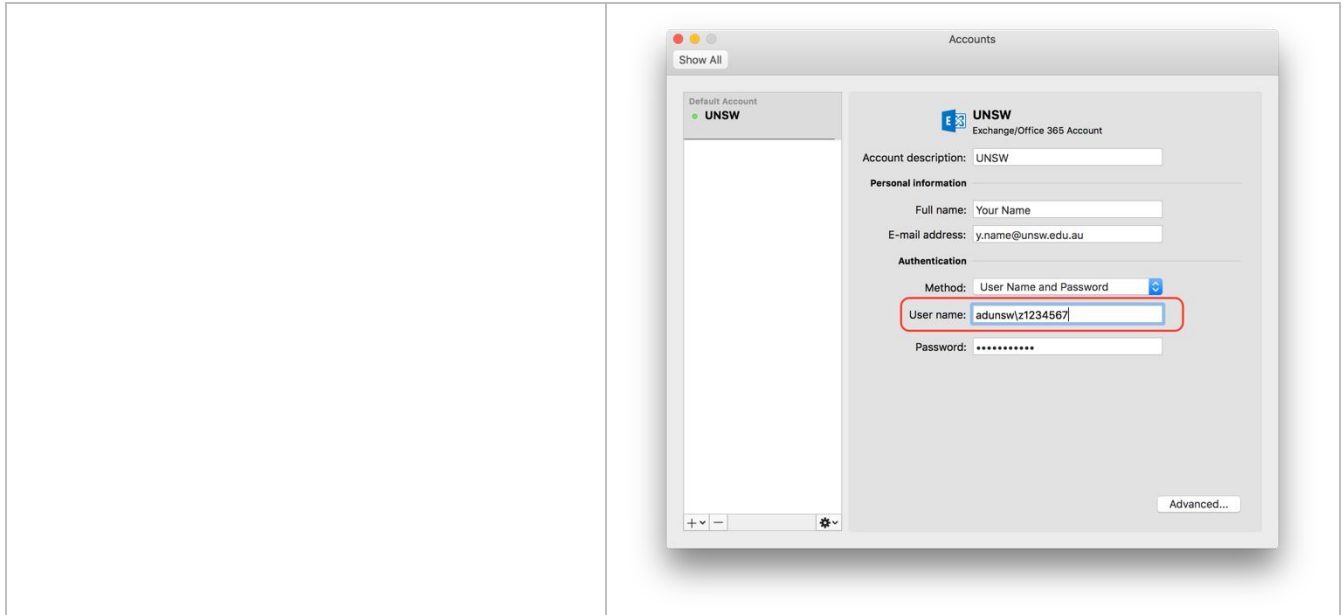 Accounts
Show All
Default Account
UNSW
UNSW
Exchange/Office 365 Account
Account description: UNSW
Personal information
Full name: Your Name
E-mail address: y.name@unsw.edu.au
Authentication
Method: User Name and Password
User name: adunsw\z1234567
Password: •••••••••••
Advanced...